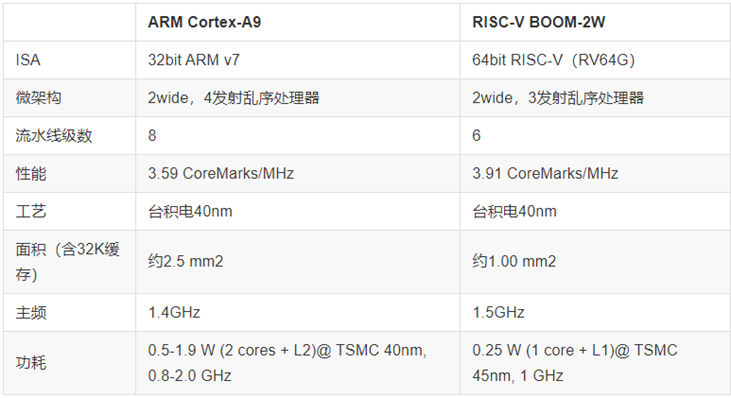 ARM Cortex-A9 RISC-V BOOM-2W
ISA 32bit ARM v7 64bit RISC-V（RV64G）
微架构 2wide，4发射乱序处理器 2wide，3发射乱序处理器
流水线级数 8 6
性能 3.59 CoreMarks/MHz 3.91 CoreMarks/MHz
工艺 台积电40nm 台积电40nm
面积（含32K缓
存） 约2.5 mm2 约1.00 mm2
主频 1.4GHz 1.5GHz
功耗 0.5-1.9 W (2 cores + L2)@ TSMC 40nm,
0.8-2.0 GHz
0.25 W (1 core + L1)@ TSMC
45nm, 1 GHz